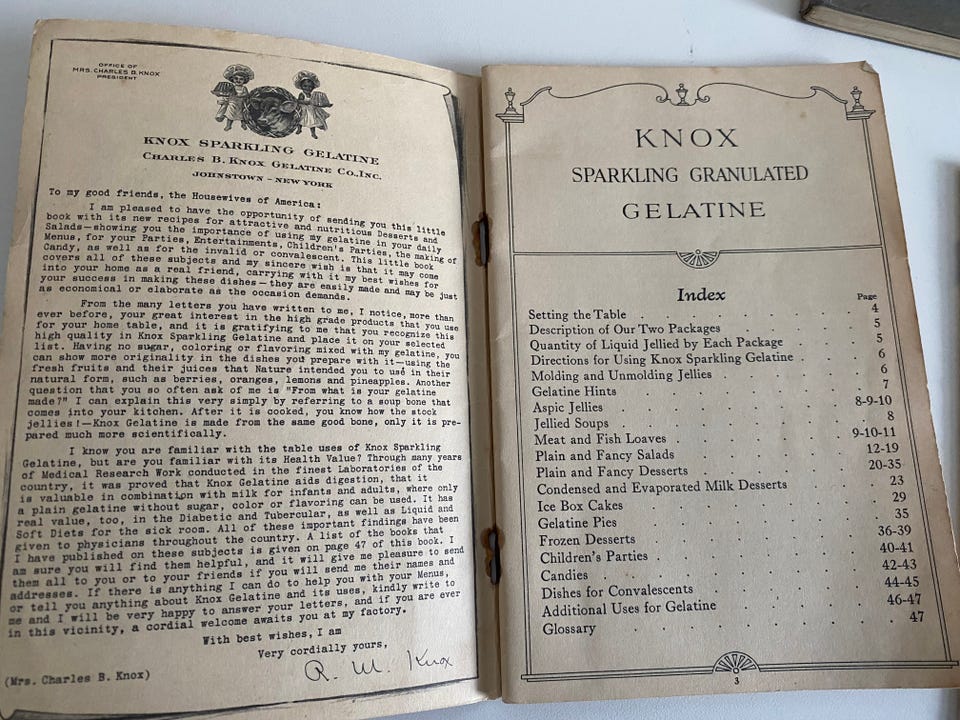 OFFICE OF
MRS. CHARLES B. KNOX
PRESIDENT
KNOX SPARKLING GELATINE
CHARLES B. KNOX GELATINE CO., INC.
JOHNSTOWN - NEW YORK
To my good friends, the Housewives of America:
I am pleased to have the opportunity of sending you this little
book with its new recipes for attractive and nutritious Desserts and
Salads—showing you the importance of using my gelatine in your daily
Menus, for your Parties, Entertainments, Children's Parties, the making of
Candy, as well as for the invalid or convalescent. This little book
covers all of these subjects and my sincere wish is that it may come
into your home as a real friend, carrying with it my best wishes for
your success in making these dishes—they are easily made and may be just
as economical or elaborate as the occasion demands.
From the many letters you have written to me, I notice, more than
ever before, your great interest in the high grade products that you use
for your home table, and it is gratifying to me that you recognize this
high quality in Knox Sparkling Gelatine and place it on your selected
list. Having no sugar, coloring or flavoring mixed with my gelatine, you
can show more originality in the dishes you prepare with it—using the
fresh fruits and their juices that Nature intended you to use in their
natural form, such as berries, oranges, lemons and pineapples. Another
question that you so often ask of me is "From what is your gelatine
made?" I can explain this very simply by referring to a soup bone that
comes into your kitchen. After it is cooked, you know how the stock
jellies!—Knox Gelatine is made from the same good bone, only it is pre-
pared much more scientifically.
I know you are familiar with the table uses of Knox Sparkling
Gelatine, but are you familiar with its Health Value? Through many years
of Medical Research Work conducted in the finest Laboratories of the
country, it was proved that Knox Gelatine aids digestion, that it
is valuable in combination with milk for infants and adults, where only
a plain gelatine without sugar, color or flavoring can be used. It has
real value, too, in the Diabetic and Tubercular, as well as Liquid and
Soft Diets for the sick room. All of these important findings have been
given to physicians throughout the country. A list of the books that
I have published on these subjects is given on page 47 of this book. I
am sure you will find them helpful, and it will give me pleasure to send
them all to you or to your friends if you will send me their names and
addresses. If there is anything I can do to help you with your Menus,
or tell you anything about Knox Gelatine and its uses, kindly write to
me and I will be very happy to answer your letters, and if you are ever
in this vicinity, a cordial welcome awaits you at my factory.
With best wishes, I am
Very cordially yours,
R. M. Knox
(Mrs. Charles B. Knox)
KNOX
SPARKLING GRANULATED
GELATINE
Index
Page
Setting the Table . . . 4
Description of Our Two Packages . . . 5
Quantity of Liquid Jellied by Each Package . . . 5
Directions for Using Knox Sparkling Gelatine . . . 6
Molding and Unmolding Jellies . . . 6
Gelatine Hints . . . 7
Aspic Jellies . . . 8-9-10
Jellied Soups . . . 8
Meat and Fish Loaves . . . 9-10-11
Plain and Fancy Salads . . . 12-19
Plain and Fancy Desserts . . . 20-35
Condensed and Evaporated Milk Desserts . . . 23
Ice Box Cakes . . . 29
Gelatine Pies . . . 35
Frozen Desserts . . . 36-39
Children's Parties . . . 40-41
Candies . . . 42-43
Dishes for Convalescents . . . 44-45
Additional Uses for Gelatine . . . 46-47
Glossary . . . 47
3